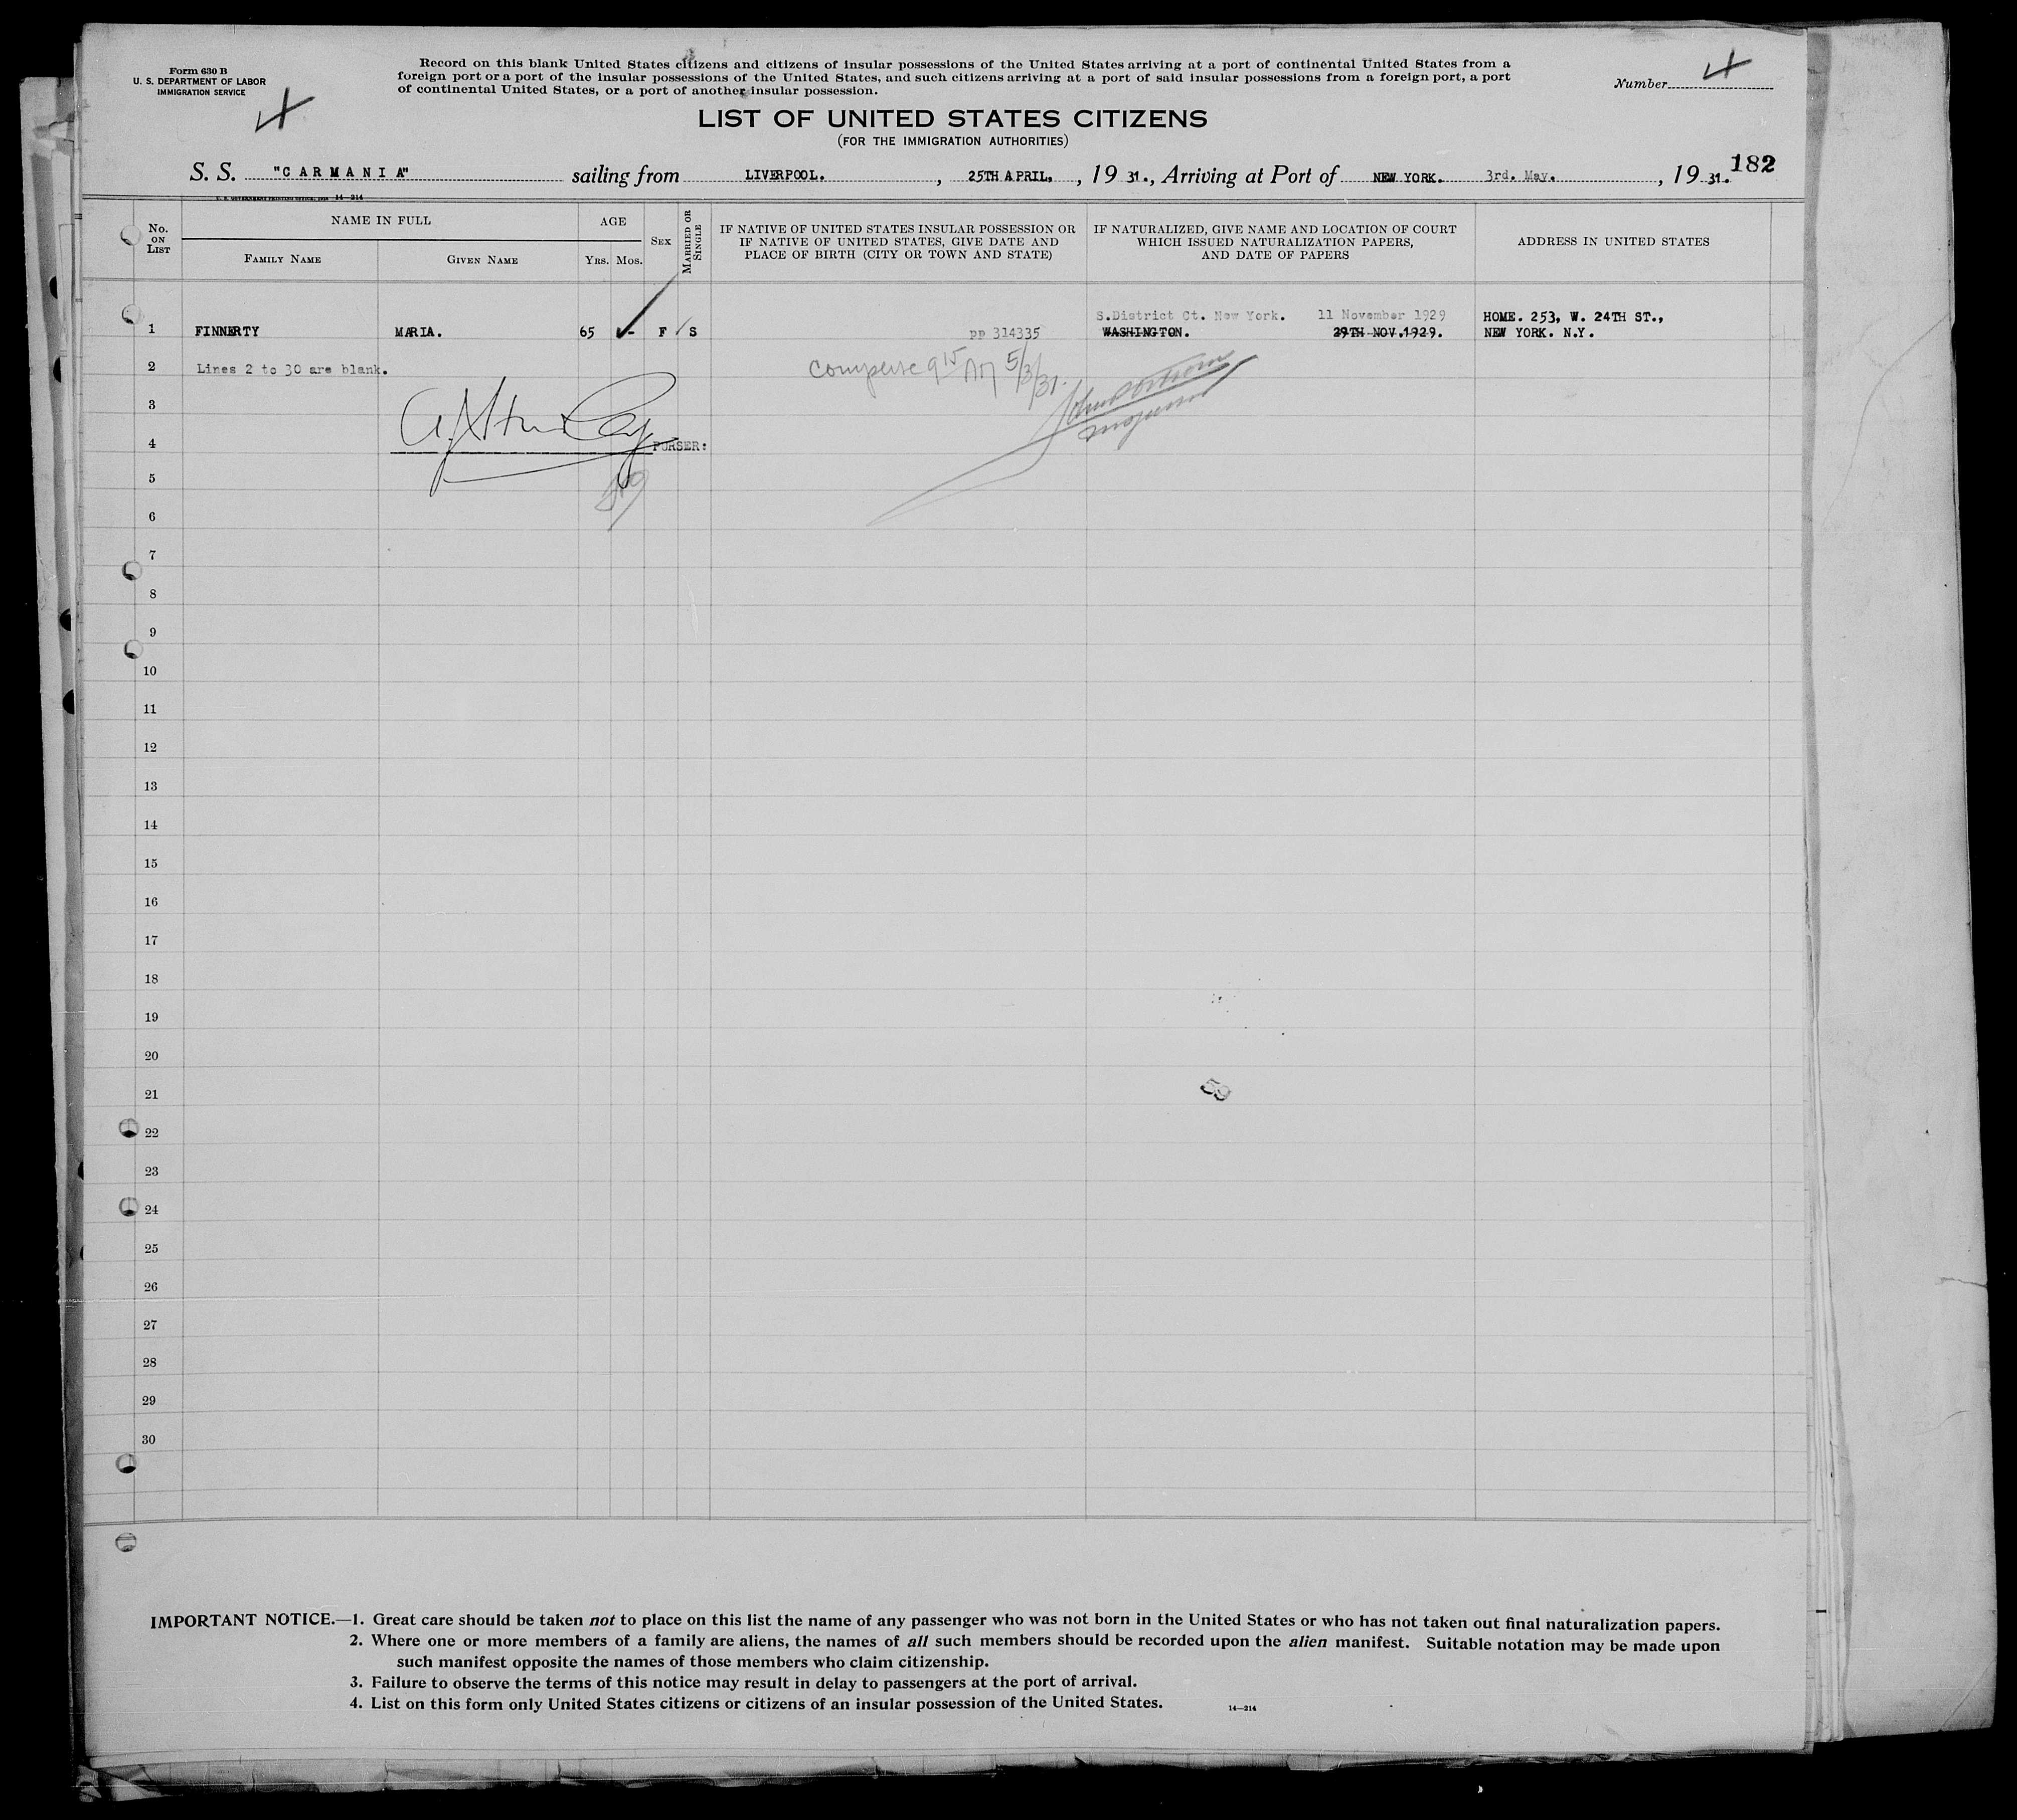 Form 630 B
U. S. DEPARTMENT OF LABOR
IMMIGRATION SERVICE
Record on this blank United States citizens and citizens of insular possessions of the United States arriving at a port of continental United States from a
foreign port or a port of the insular possessions of the United States, and such citizens arriving at a port of said insular possessions from a foreign port, a port
of continental United States, or a port of another insular possession.
Number
LIST OF UNITED STATES CITIZENS
(FOR THE IMMIGRATION AUTHORITIES)
182
S. S. "CARMANIA" sailing from LIVERPOOL. , 25TH APRIL, , 19 31., Arriving at Port of NEW YORK. 3rd. May. , 19 31.
14-214
No. ON LIST
NAME IN FULL
FAMILY NAME
GIVEN NAME
AGE
YRS. MOS.
SEX
MARRIED OR SINGLE
IF NATIVE OF UNITED STATES INSULAR POSSESSION OR
IF NATIVE OF UNITED STATES, GIVE DATE AND
PLACE OF BIRTH (CITY OR TOWN AND STATE)
IF NATURALIZED, GIVE NAME AND LOCATION OF COURT
WHICH ISSUED NATURALIZATION PAPERS,
AND DATE OF PAPERS
ADDRESS IN UNITED STATES
S.District Ct. New York. 11 November 1929 HOME. 253, W. 24TH ST.,
1 FINNERTY MARIA. 65 - F S pp 314335 WASHINGTON. 29TH NOV.1929. NEW YORK. N.Y.
2 Lines 2 to 30 are blank. 9 15 AM 5/3/31.
3
4 PURSER:
5
6
7
8
9
10
11
12
13
14
15
16
17
18
19
20
21
22
23
24
25
26
27
28
29
30
IMPORTANT NOTICE.—1. Great care should be taken not to place on this list the name of any passenger who was not born in the United States or who has not taken out final naturalization papers.
2. Where one or more members of a family are aliens, the names of all such members should be recorded upon the alien manifest. Suitable notation may be made upon
such manifest opposite the names of those members who claim citizenship.
3. Failure to observe the terms of this notice may result in delay to passengers at the port of arrival.
4. List on this form only United States citizens or citizens of an insular possession of the United States.
14—214